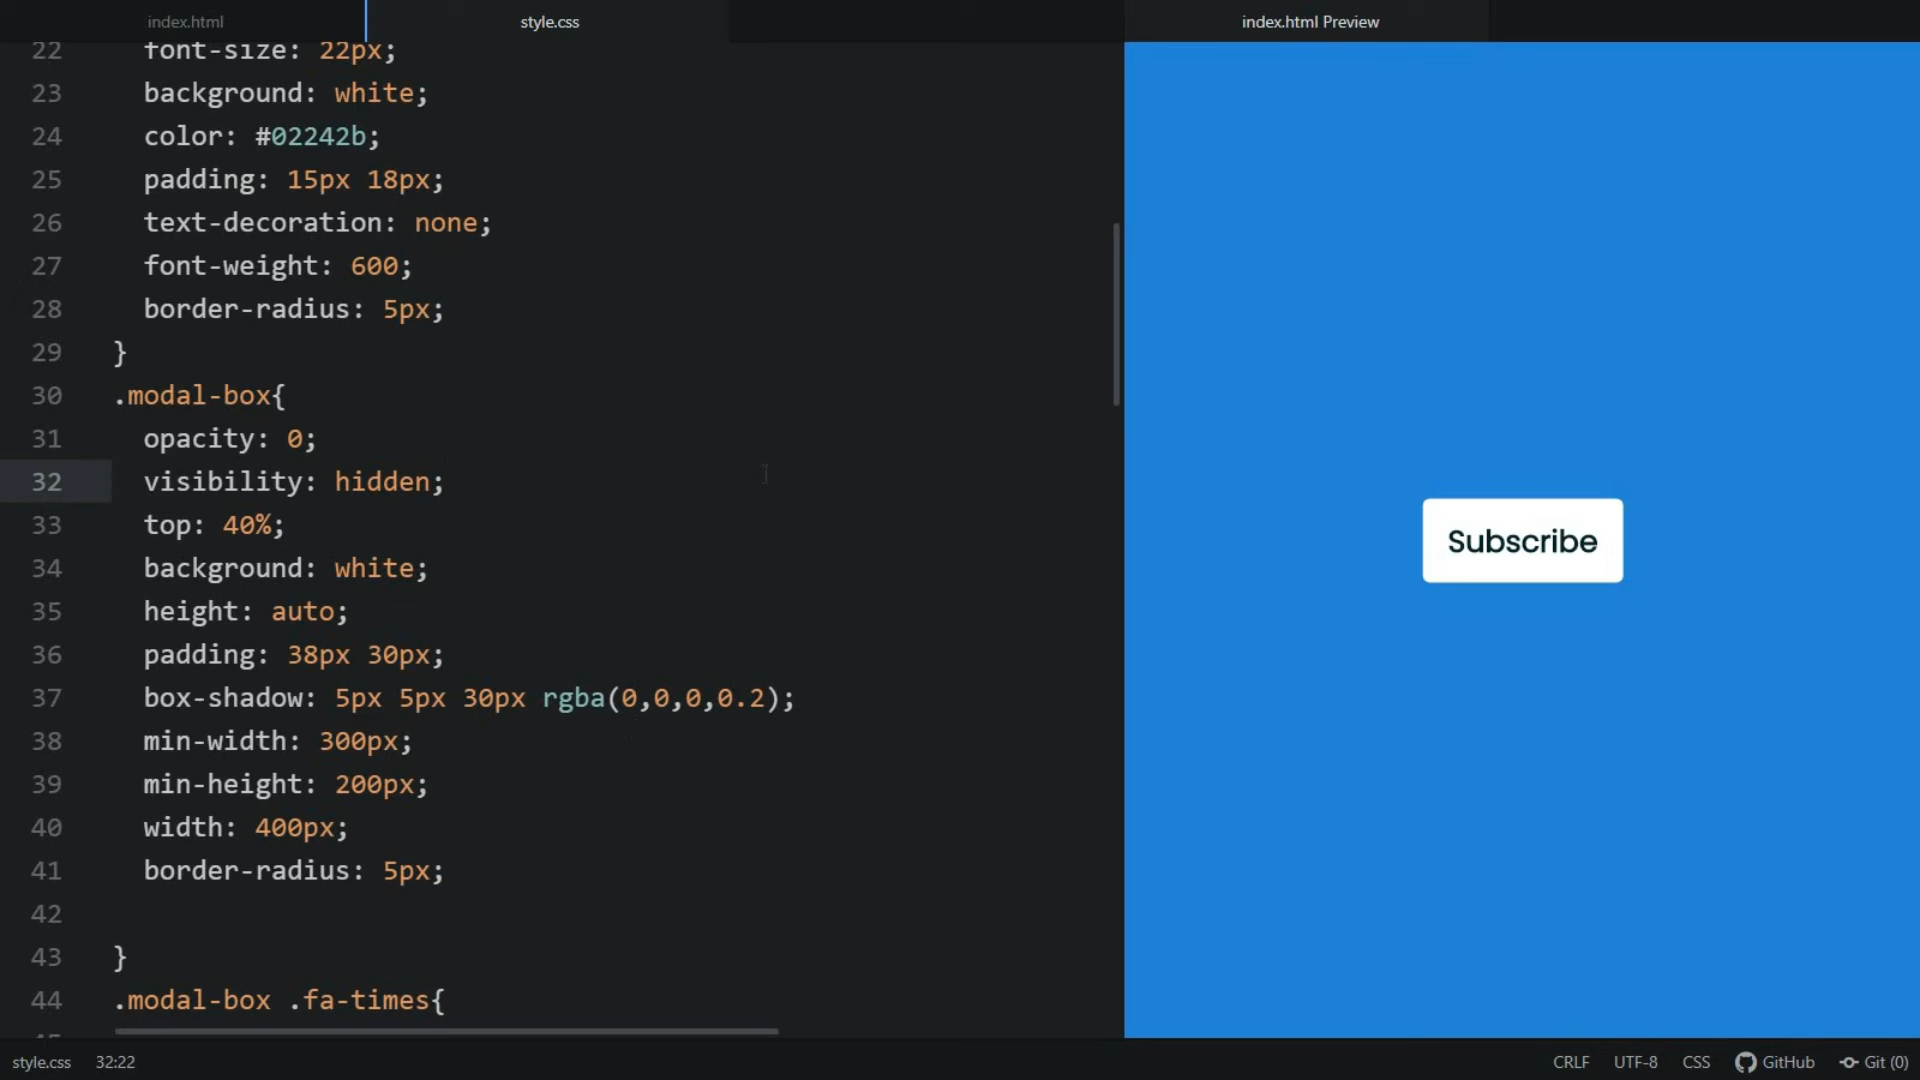 index.html
style.css
index.html Preview
22 font-size: 22px;
23 background: white;
24 color: #02242b;
25 padding: 15px 18px;
26 text-decoration: none;
27 font-weight: 600;
28 border-radius: 5px;
29 }
30 .modal-box{
31 opacity: 0;
32 visibility: hidden;
33 top: 40%;
34 background: white;
35 height: auto;
36 padding: 38px 30px;
37 box-shadow: 5px 5px 30px rgba(0,0,0,0.2);
38 min-width: 300px;
39 min-height: 200px;
40 width: 400px;
41 border-radius: 5px;
42
43 }
44 .modal-box .fa-times{
Subscribe
style.css 32:22
CRLF UTF-8 CSS GitHub Git (0)